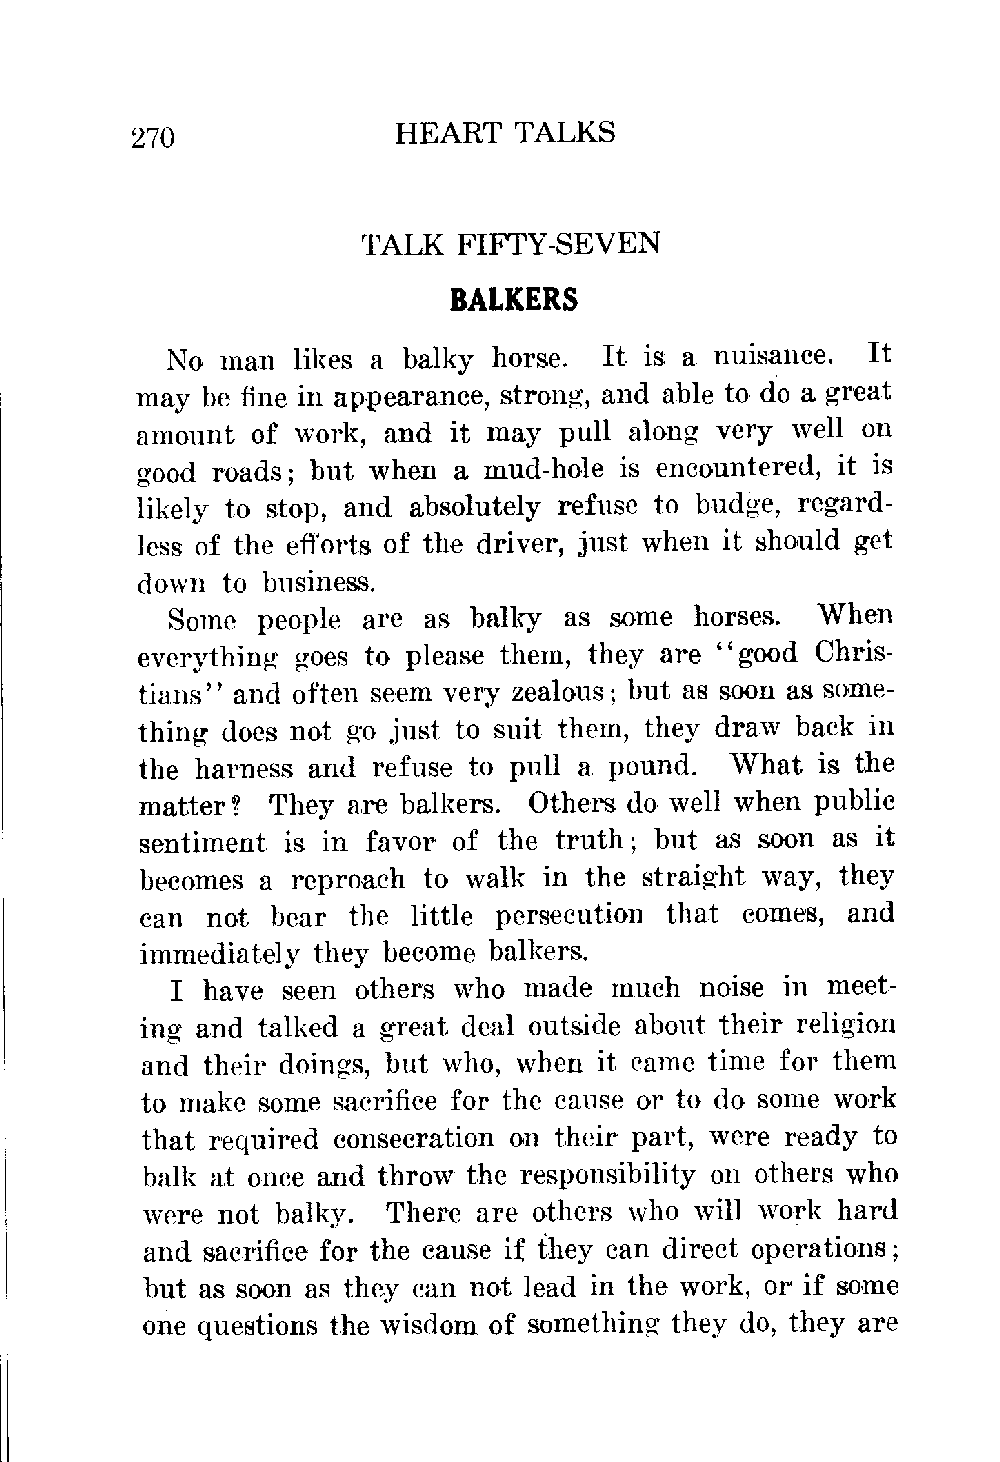 270 HEART TALKS
TALK FIFTY-SEVEN
BALKERS
No man likes a balky horse. It is a nuisance. It
may be fine in appearance, strong, and able to do a great
amount of work, and it may pull along very well on
good roads; but when a mud-hole is encountered, it is
likely to stop, and absolutely refuse to budge, regard-
less of the efforts of the driver, just when it should get
down to business.
Some people are as balky as some horses. When
everything goes to please them, they are "good Chris-
tians" and often seem very zealous; but as soon as some-
thing does not go just to suit them, they draw back in
the harness and refuse to pull a pound. What is the
matter? They are balkers. Others do well when public
sentiment is in favor of the truth; but as soon as it
becomes a reproach to walk in the straight way, they
can not bear the little persecution that comes, and
immediately they become balkers.
I have seen others who made much noise in meet-
ing and talked a great deal outside about their religion
and their doings, but who, when it came time for them
to make some sacrifice for the cause or to do some work
that required consecration on their part, were ready to
balk at once and throw the responsibility on others who
were not balky. There are others who will work hard
and sacrifice for the cause if they can direct operations;
but as soon as they can not lead in the work, or if some
one questions the wisdom of something they do, they are